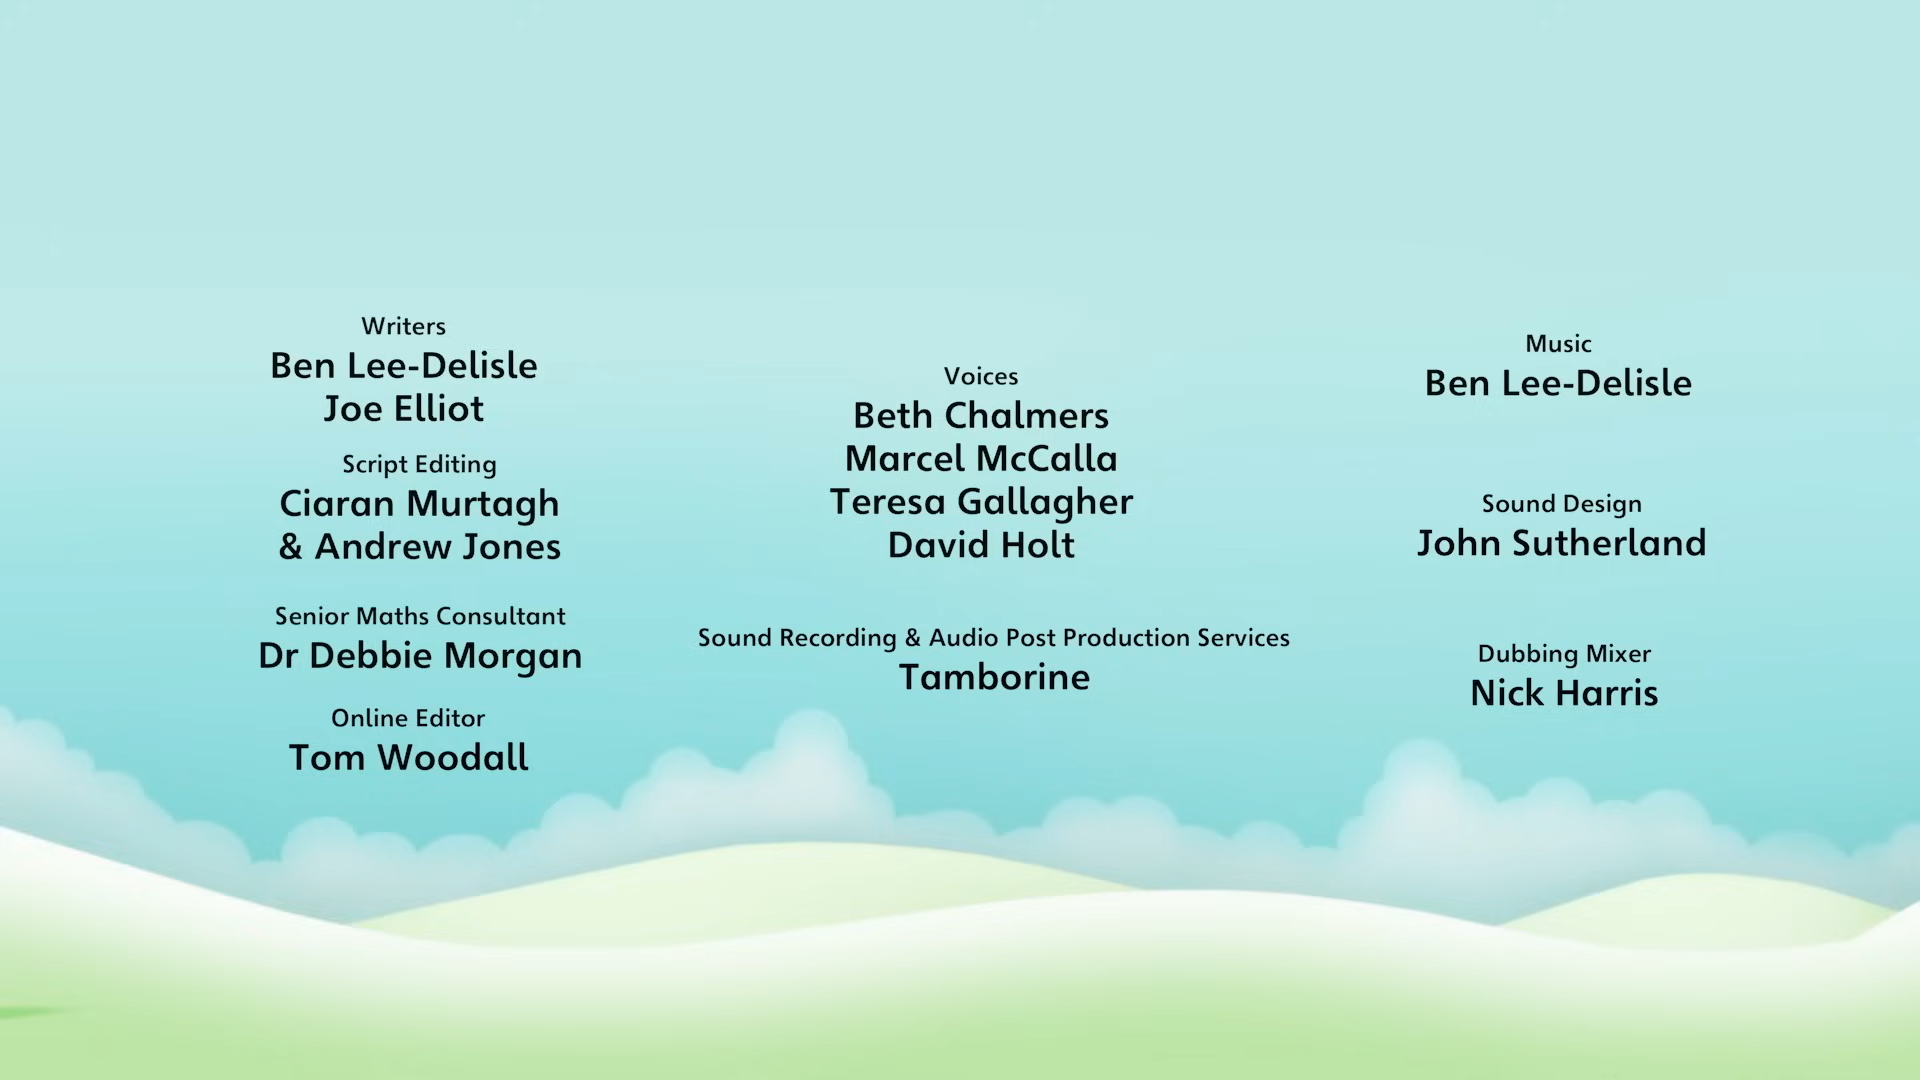 Writers
Ben Lee-Delisle
Joe Elliot
Script Editing
Ciaran Murtagh
& Andrew Jones
Senior Maths Consultant
Dr Debbie Morgan
Online Editor
Tom Woodall
Voices
Beth Chalmers
Marcel McCalla
Teresa Gallagher
David Holt
Sound Recording & Audio Post Production Services
Tamborine
Music
Ben Lee-Delisle
Sound Design
John Sutherland
Dubbing Mixer
Nick Harris